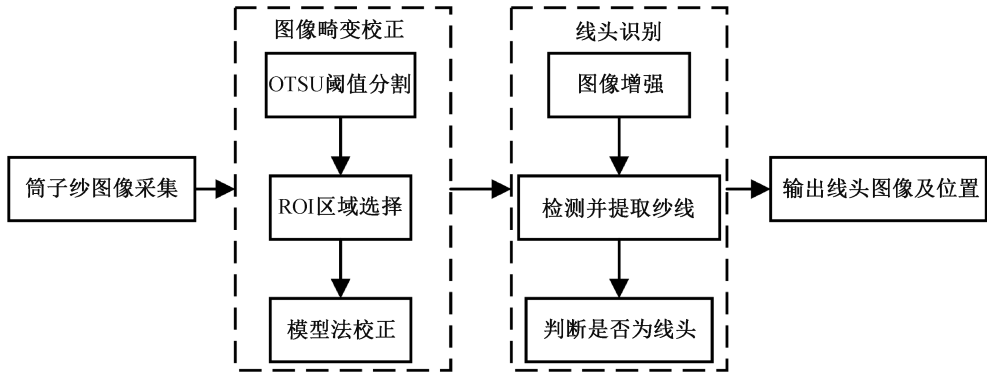 筒子纱图像采集
图像畸变校正
OTSU阈值分割
ROI区域选择
模型法校正
线头识别
图像增强
检测并提取纱线
判断是否为线头
输出线头图像及位置